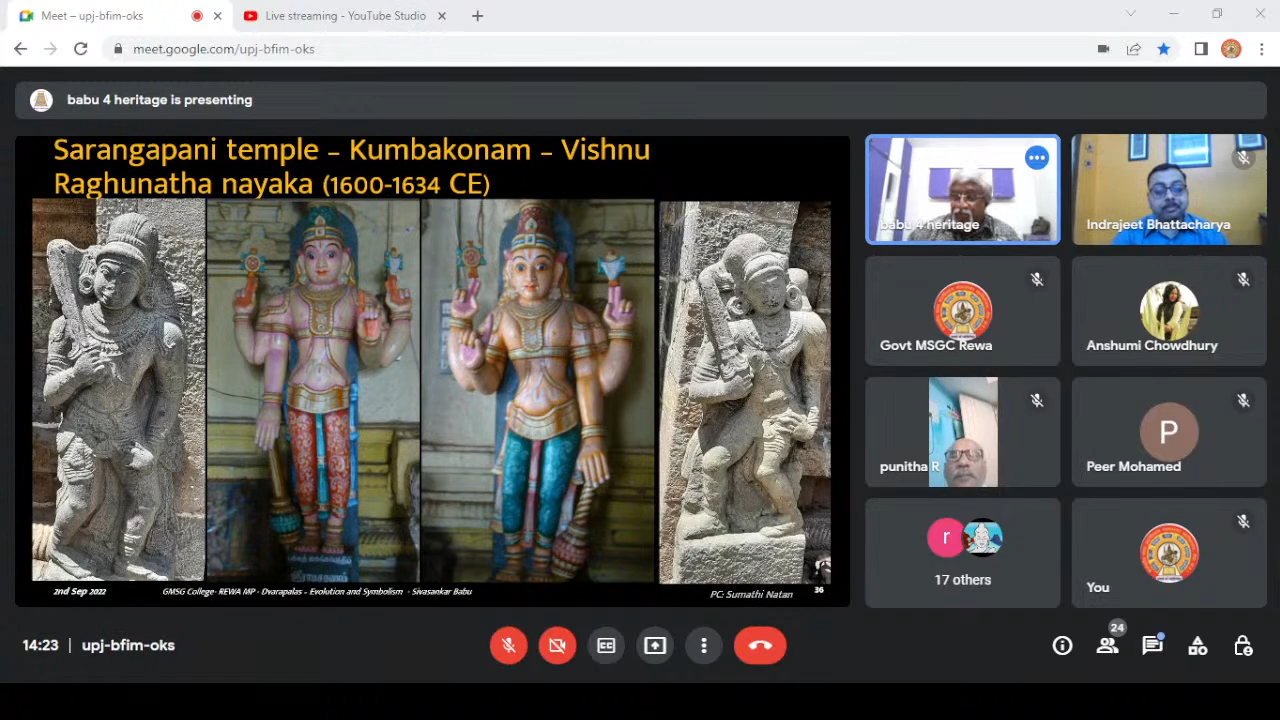 Meet – upj-bfim-oks
Live streaming - YouTube Studio
meet.google.com/upj-bfim-oks
babu 4 heritage is presenting
Sarangapani temple – Kumbakonam – Vishnu
Raghunatha nayaka (1600-1634 CE)
2nd Sep 2022
GMSG College- REWA MP - Dvarapalas – Evolution and Symbolism - Sivasankar Babu
PC: Sumathi Natan
36
babu 4 heritage
Indrajeet Bhattacharya
Govt MSGC Rewa
Anshumi Chowdhury
punitha R
P
Peer Mohamed
r
17 others
You
14:23 | upj-bfim-oks
CC
24